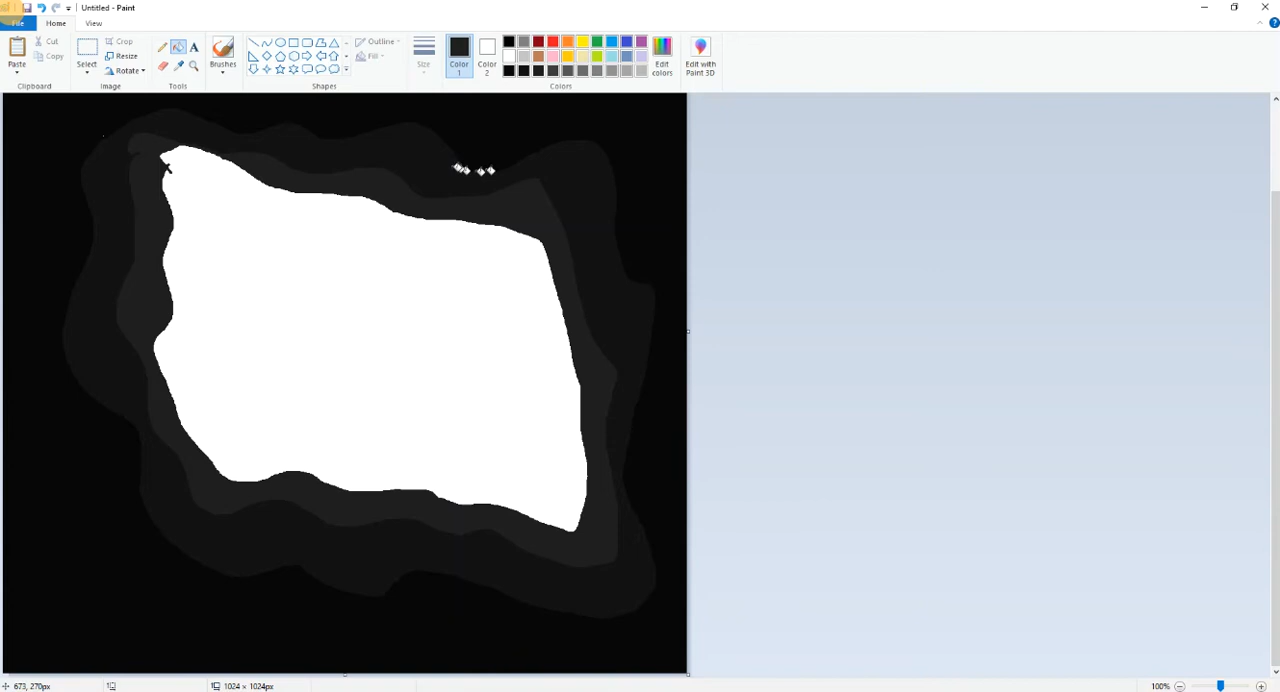 Untitled - Paint
File
Home
View
Paste
Cut
Copy
Clipboard
Select
Crop
Resize
Rotate
Image
A
Tools
Brushes
Outline
Fill
Shapes
Size
Color
1
Color
2
Colors
Edit
colors
Edit with
Paint 3D
673, 270px
1024 × 1024px
100%